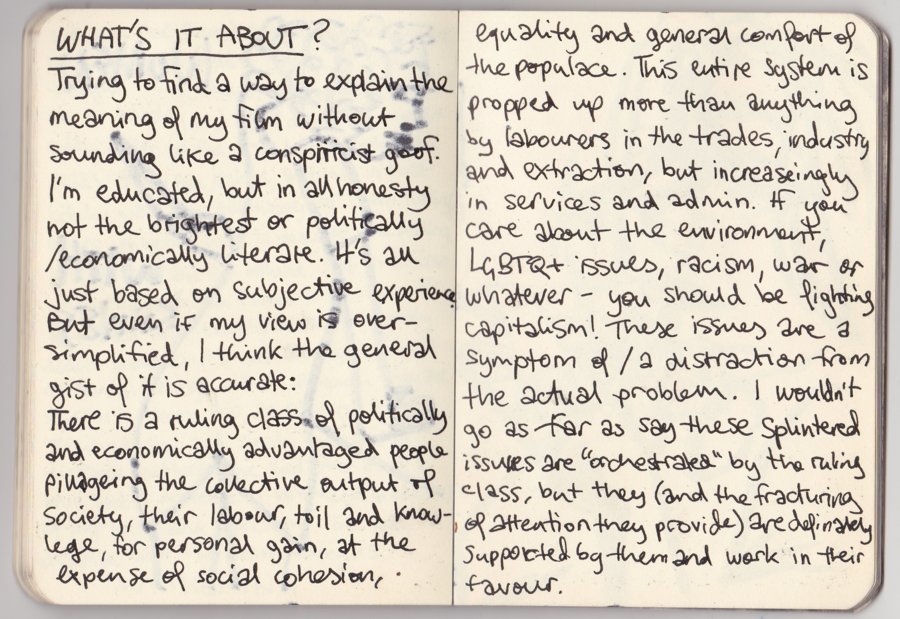 WHAT'S IT ABOUT?
Trying to find a way to explain the
meaning of my film without
sounding like a conspiricist goof.
I'm educated, but in all honesty
not the brightest or politically
/economically literate. It's all
just based on subjective experience
But even if my view is over-
simplified, I think the general
gist of it is accurate:
There is a ruling class of politically
and economically advantaged people
pillageing the collective output of
society, their labour, toil and know-
lege, for personal gain, at the
expense of social cohesion,
equality and general comfort of
the populace. This entire system is
propped up more than anything
by labourers in the trades, industry
and extraction, but increaseingly
in services and admin. If you
care about the environment,
LGBTQ+ issues, racism, war or
whatever - you should be fighting
capitalism! These issues are a
symptom of / a distraction from
the actual problem. I wouldn't
go as far as say these splintered
issues are "orchestrated" by the ruling
class, but they (and the fracturing
of attention they provide) are definately
supported by them and work in their
favour.